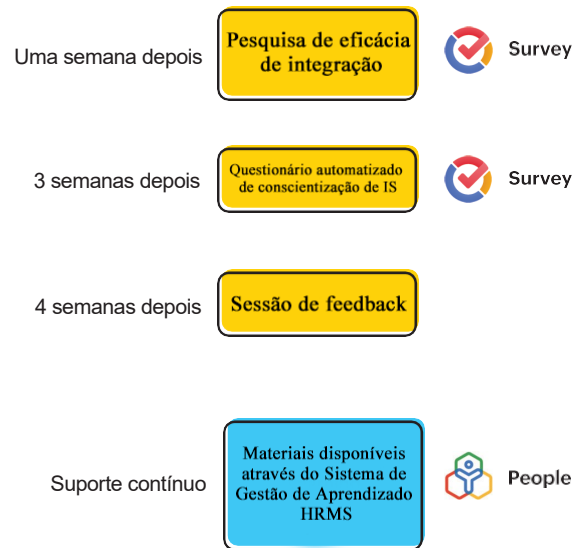 Uma semana depois
Pesquisa de eficácia
de integração
Survey
3 semanas depois
Questionário automatizado
de conscientização de IS
Survey
4 semanas depois
Sessão de feedback
Suporte contínuo
Materiais disponíveis
através do Sistema de
Gestão de Aprendizado
HRMS
People